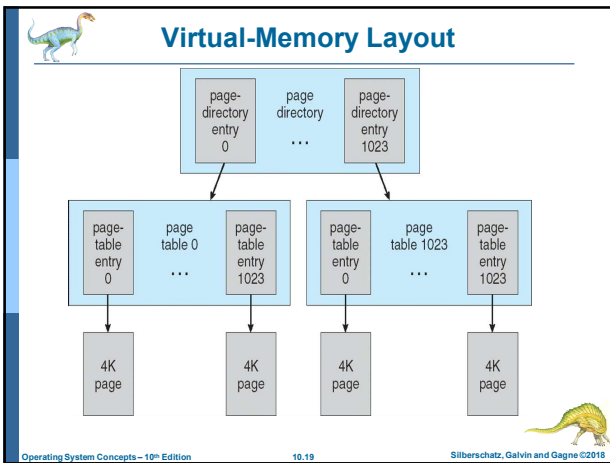 Virtual-Memory Layout
page-
directory
entry
0
page
directory
...
page-
directory
entry
1023
page-
table
entry
0
page
table 0
...
page-
table
entry
1023
page-
table
entry
0
page
table 1023
...
page-
table
entry
1023
4K
page
4K
page
4K
page
4K
page
Operating System Concepts – 10th Edition
10.19
Silberschatz, Galvin and Gagne ©2018